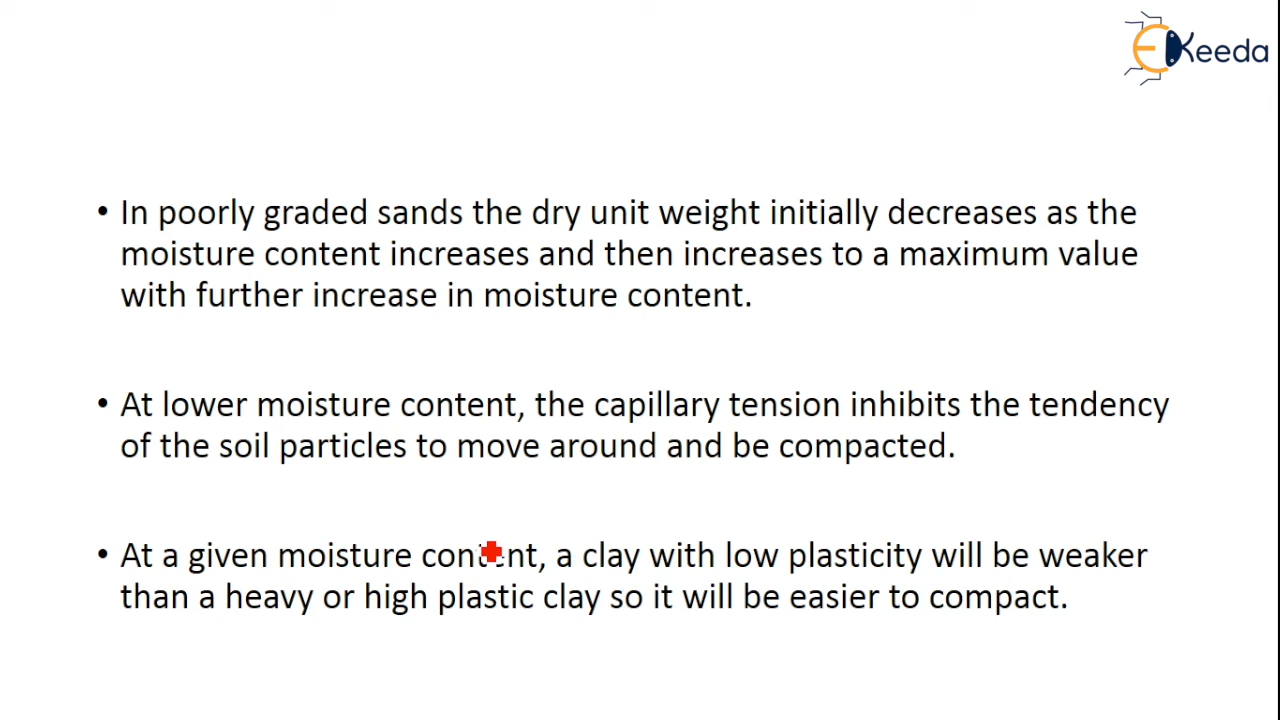 EKeeda
• In poorly graded sands the dry unit weight initially decreases as the
moisture content increases and then increases to a maximum value
with further increase in moisture content.
• At lower moisture content, the capillary tension inhibits the tendency
of the soil particles to move around and be compacted.
• At a given moisture content, a clay with low plasticity will be weaker
than a heavy or high plastic clay so it will be easier to compact.